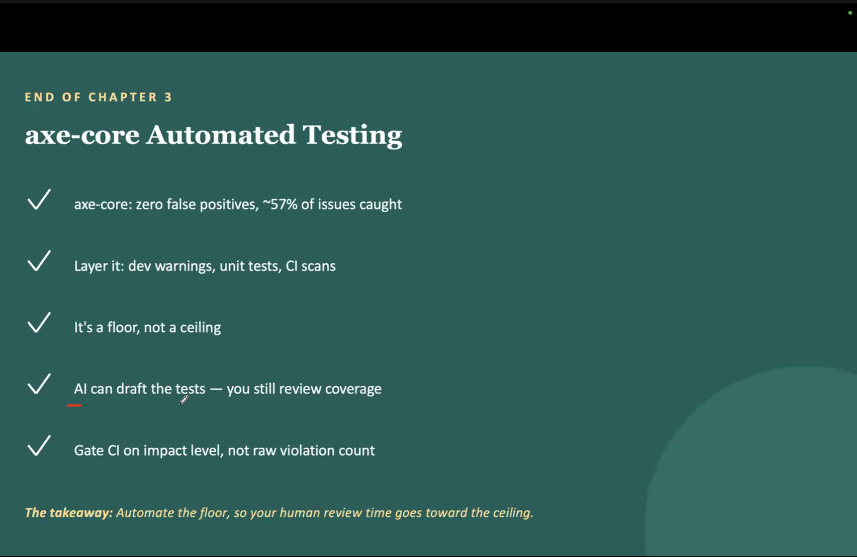 END OF CHAPTER 3
axe-core Automated Testing
axe-core: zero false positives, ~57% of issues caught
Layer it: dev warnings, unit tests, CI scans
It's a floor, not a ceiling
AI can draft the tests — you still review coverage
Gate CI on impact level, not raw violation count
The takeaway: Automate the floor, so your human review time goes toward the ceiling.